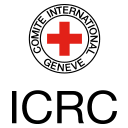 COMITE INTERNATIONAL
GENEVE
ICRC